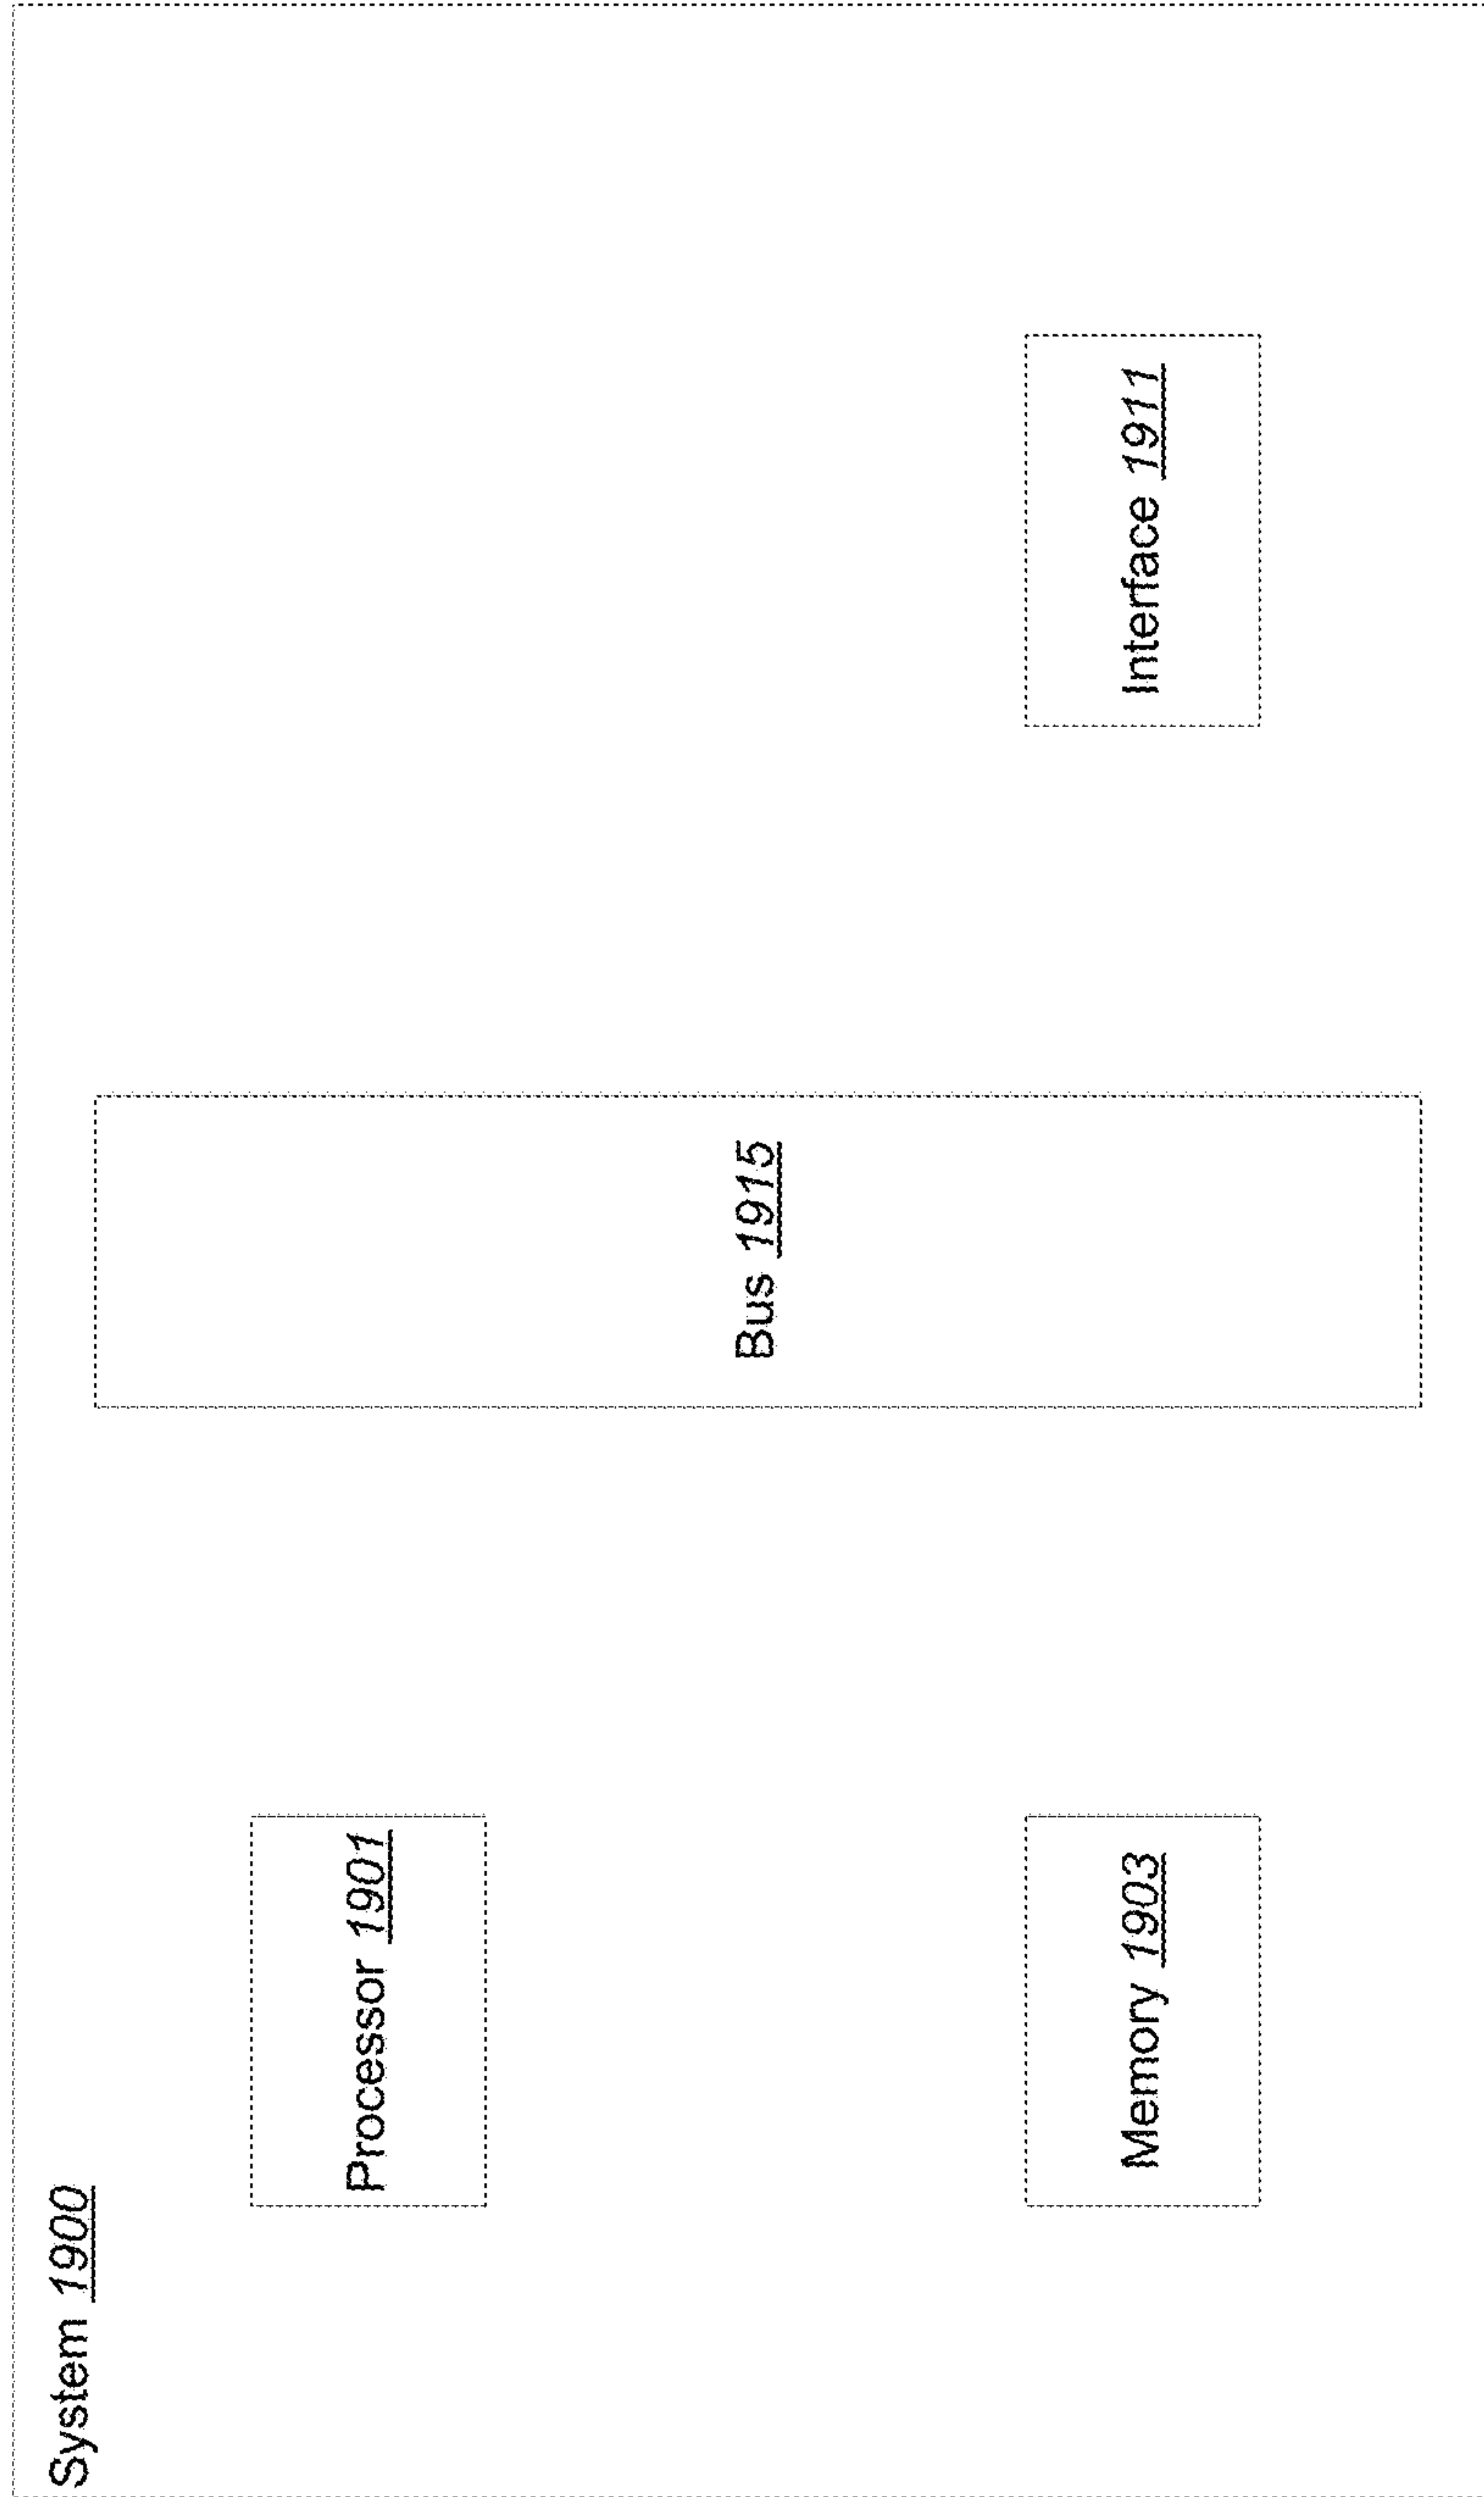 System 1900
Processor 1901
Bus 1915
Memory 1903
Interface 1911